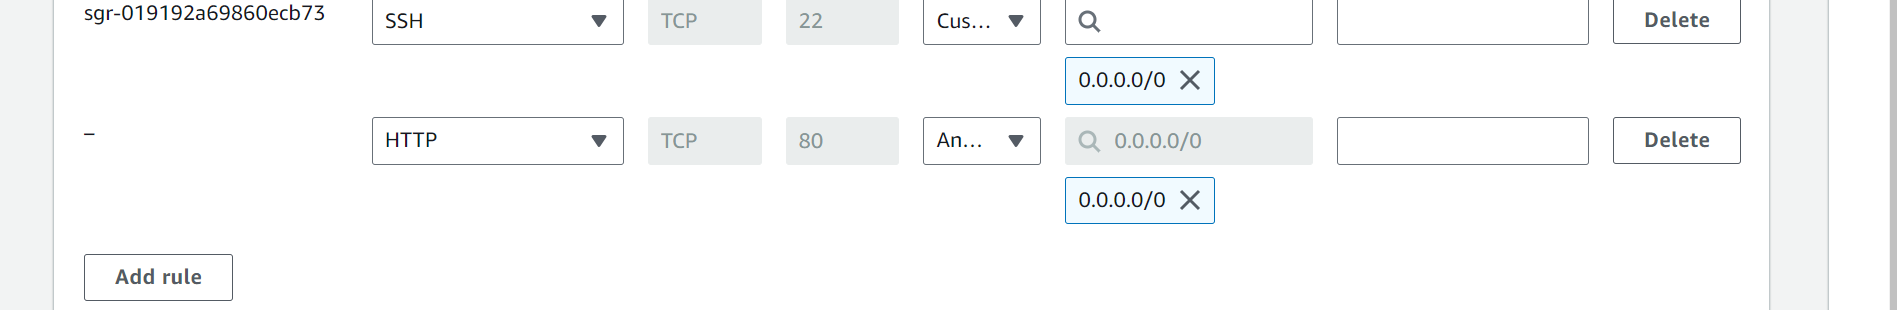 sgr-019192a69860ecb73 SSH TCP 22 Cus... Delete
0.0.0.0/0
– HTTP TCP 80 An... 0.0.0.0/0 Delete
0.0.0.0/0
Add rule